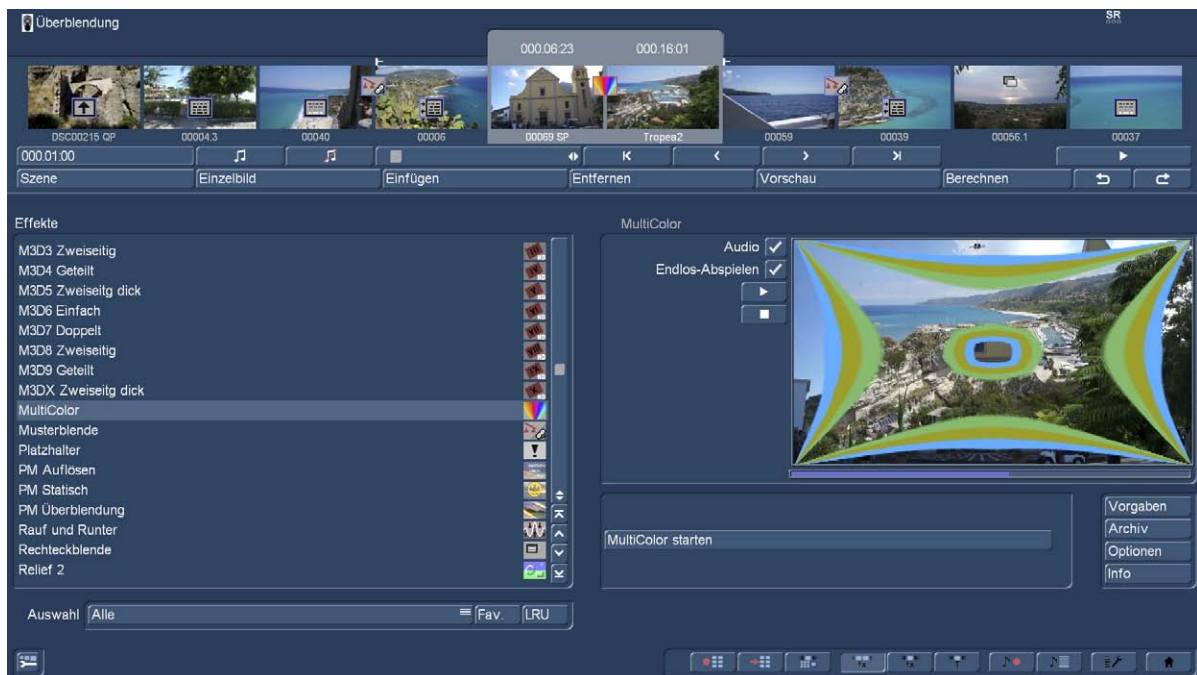 Überblendung
SR
000.06:23 000.16:01
DSC00215 QP 00004.3 00040 00006 00069 SP Tropea2 00059 00039 00056.1 00037
000.01:00
Szene Einzelbild Einfügen Entfernen Vorschau Berechnen
Effekte
M3D3 Zweiseitig
M3D4 Geteilt
M3D5 Zweiseitg dick
M3D6 Einfach
M3D7 Doppelt
M3D8 Zweiseitig
M3D9 Geteilt
M3DX Zweiseitg dick
MultiColor
Musterblende
Platzhalter
PM Auflösen
PM Statisch
PM Überblendung
Rauf und Runter
Rechteckblende
Relief 2
Auswahl Alle Fav. LRU
MultiColor
Audio
Endlos-Abspielen
MultiColor starten
Vorgaben
Archiv
Optionen
Info